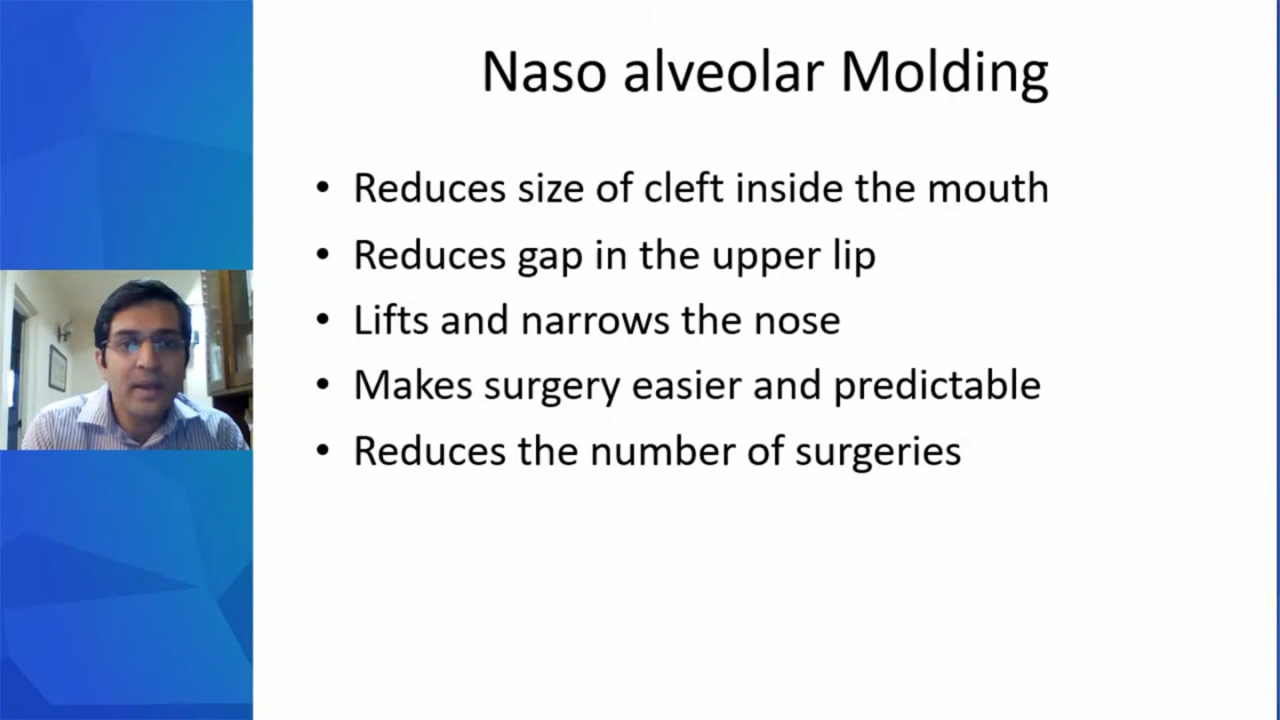 Naso alveolar Molding
• Reduces size of cleft inside the mouth
• Reduces gap in the upper lip
• Lifts and narrows the nose
• Makes surgery easier and predictable
• Reduces the number of surgeries